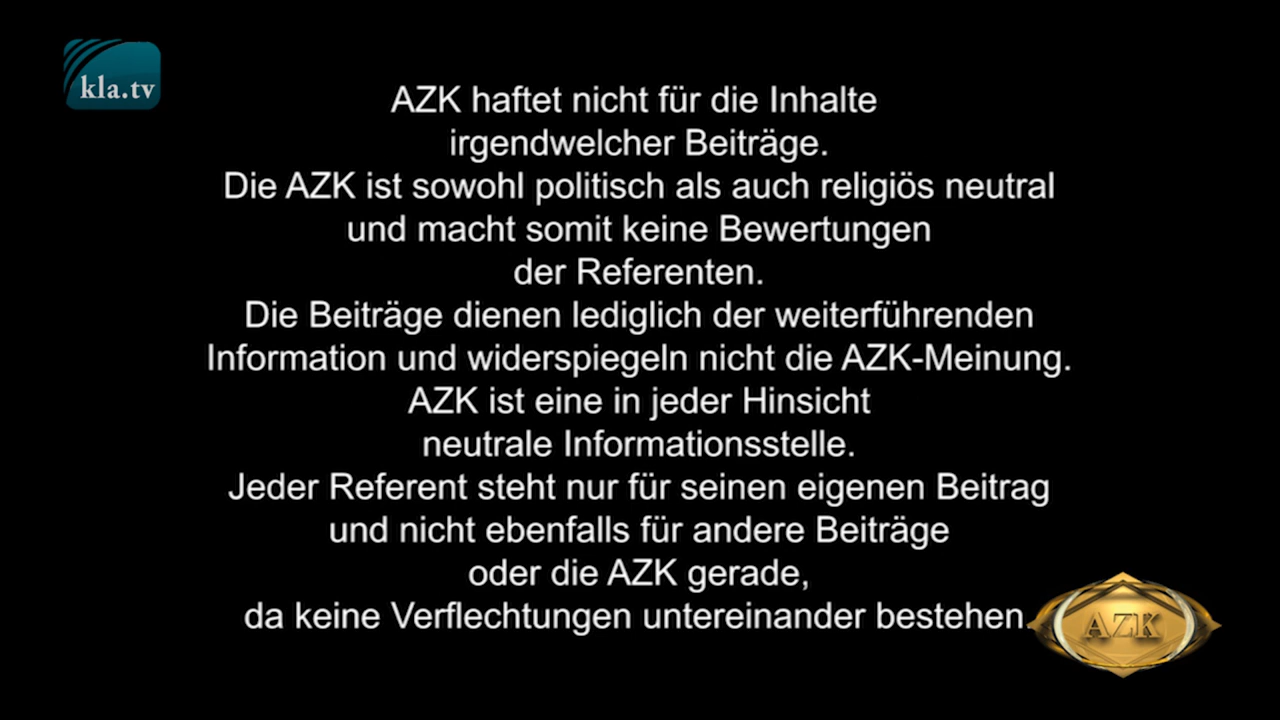 kla.tv
AZK haftet nicht für die Inhalte
irgendwelcher Beiträge.
Die AZK ist sowohl politisch als auch religiös neutral
und macht somit keine Bewertungen
der Referenten.
Die Beiträge dienen lediglich der weiterführenden
Information und widerspiegeln nicht die AZK-Meinung.
AZK ist eine in jeder Hinsicht
neutrale Informationsstelle.
Jeder Referent steht nur für seinen eigenen Beitrag
und nicht ebenfalls für andere Beiträge
oder die AZK gerade,
da keine Verflechtungen untereinander bestehen.
AZK